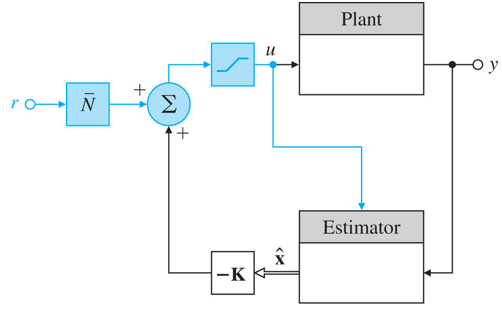 Plant
u
y
r
N̄
+
Σ
+
Estimator
x̂
−K